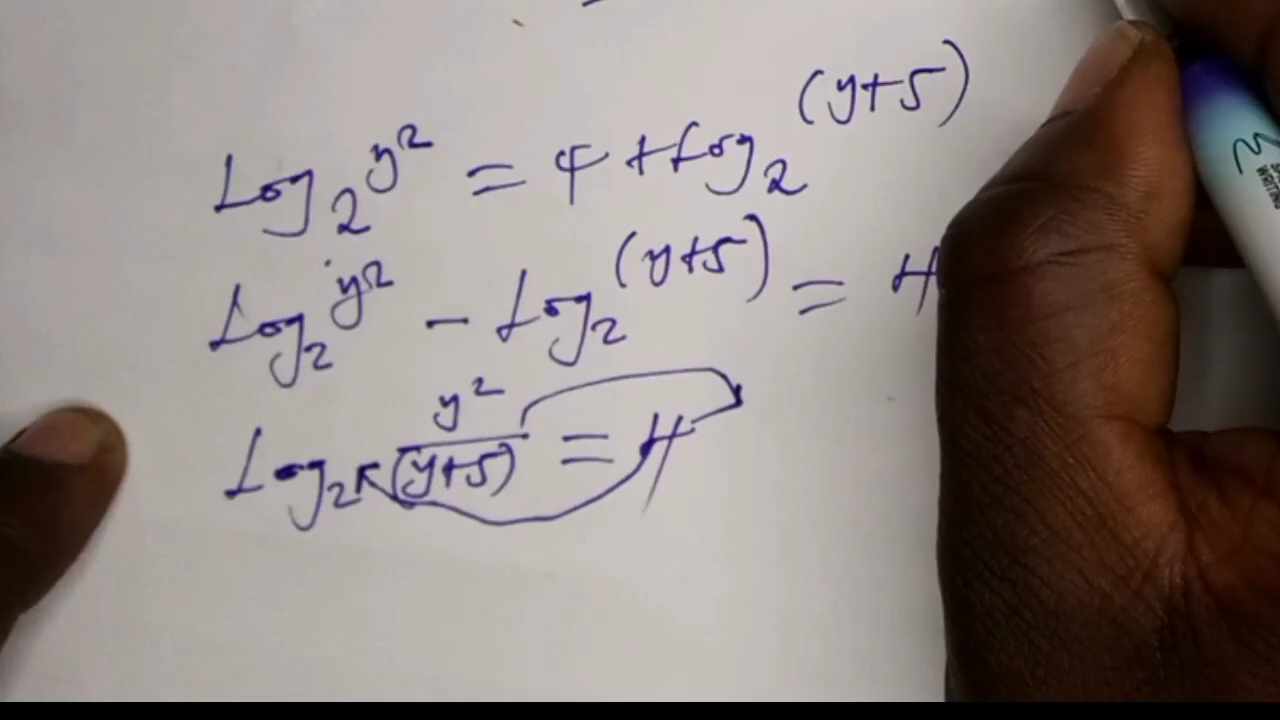 Log₂ y² = 4 + Log₂ (y+5)
Log₂ y² - Log₂ (y+5) = 4
Log₂ y²/(y+5) = 4